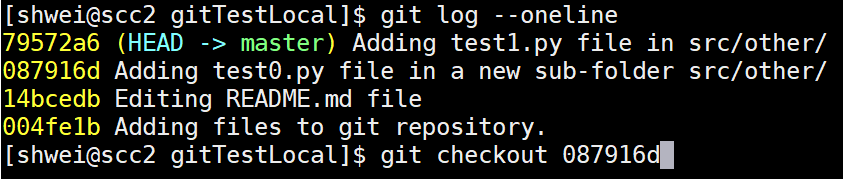 [shwei@scc2 gitTestLocal]$ git log --oneline
79572a6 (HEAD -> master) Adding test1.py file in src/other/
087916d Adding test0.py file in a new sub-folder src/other/
14bcedb Editing README.md file
004fe1b Adding files to git repository.
[shwei@scc2 gitTestLocal]$ git checkout 087916d